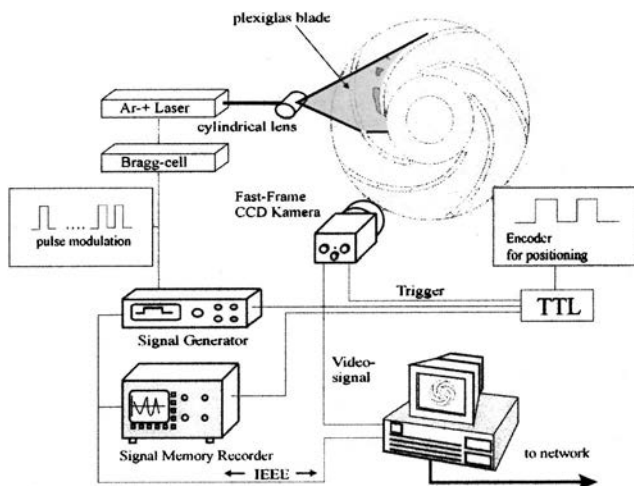 plexiglas blade
Ar-+ Laser
cylindrical lens
Bragg-cell
Fast-Frame
CCD Kamera
pulse modulation
Encoder
for positioning
Trigger
TTL
Signal Generator
Video-
signal
Signal Memory Recorder
IEEE
to network